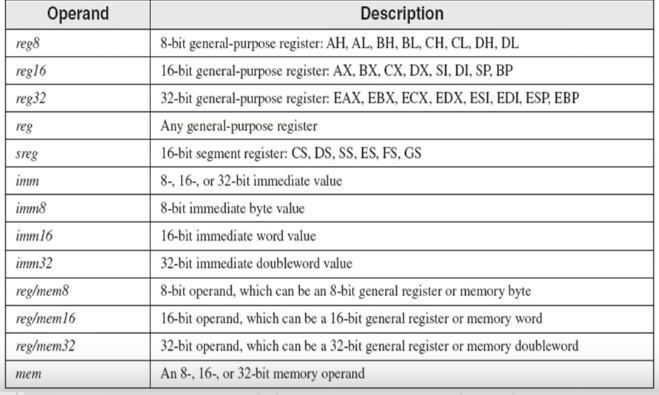 Operand Description
reg8 8-bit general-purpose register: AH, AL, BH, BL, CH, CL, DH, DL
reg16 16-bit general-purpose register: AX, BX, CX, DX, SI, DI, SP, BP
reg32 32-bit general-purpose register: EAX, EBX, ECX, EDX, ESI, EDI, ESP, EBP
reg Any general-purpose register
sreg 16-bit segment register: CS, DS, SS, ES, FS, GS
imm 8-, 16-, or 32-bit immediate value
imm8 8-bit immediate byte value
imm16 16-bit immediate word value
imm32 32-bit immediate doubleword value
reg/mem8 8-bit operand, which can be an 8-bit general register or memory byte
reg/mem16 16-bit operand, which can be a 16-bit general register or memory word
reg/mem32 32-bit operand, which can be a 32-bit general register or memory doubleword
mem An 8-, 16-, or 32-bit memory operand